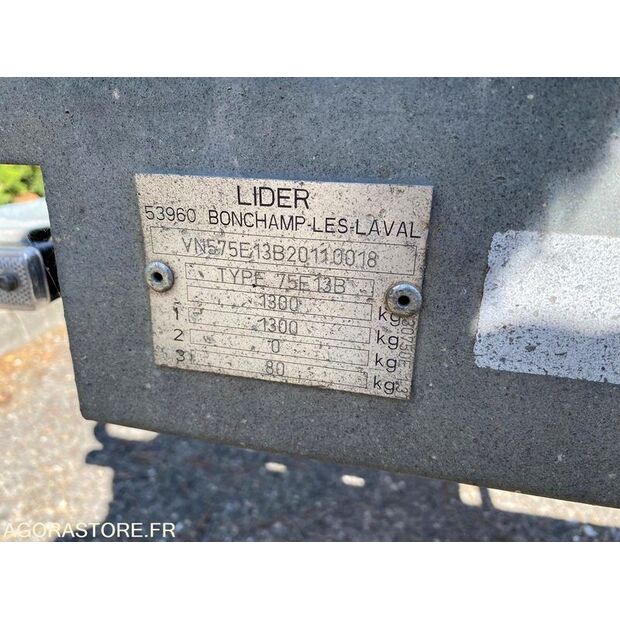 LIDER
53960 BONCHAMP-LES-LAVAL
VN575E13B20110018
TYPE 75E13B
1300 kg
1 1300 kg
2 0 kg
3 80 kg
AGORASTORE.FR